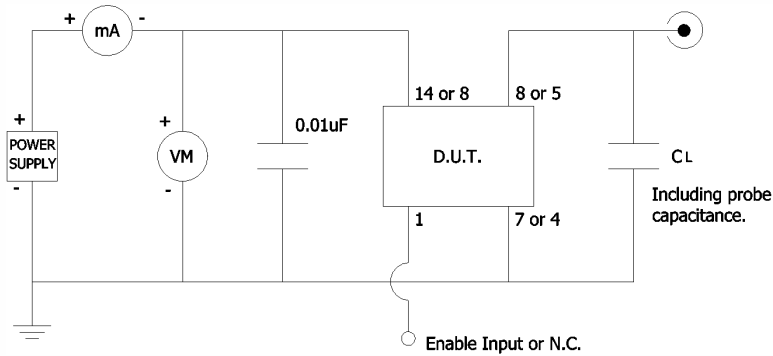 + mA -
14 or 8
8 or 5
+
POWER
SUPPLY
-
+
VM
-
0.01uF
D.U.T.
CL
Including probe
capacitance.
1
7 or 4
Enable Input or N.C.